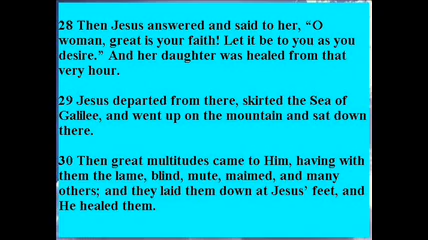 28 Then Jesus answered and said to her, “O
woman, great is your faith! Let it be to you as you
desire.” And her daughter was healed from that
very hour.
29 Jesus departed from there, skirted the Sea of
Galilee, and went up on the mountain and sat down
there.
30 Then great multitudes came to Him, having with
them the lame, blind, mute, maimed, and many
others; and they laid them down at Jesus’ feet, and
He healed them.